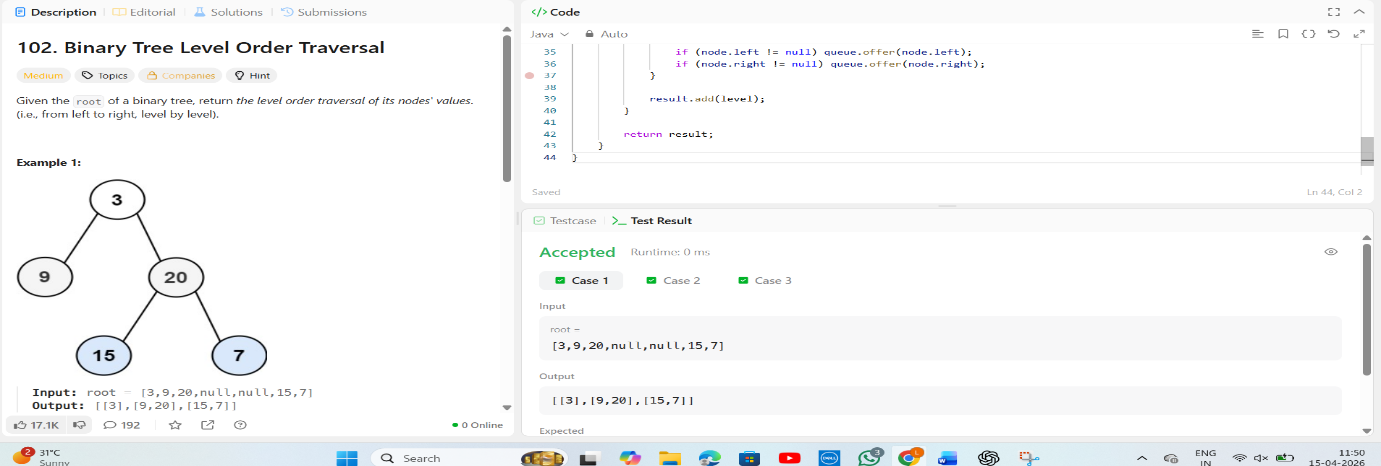 Description Editorial Solutions Submissions
102. Binary Tree Level Order Traversal
Medium Topics Companies Hint
Given the root of a binary tree, return the level order traversal of its nodes' values.
(i.e., from left to right, level by level).
Example 1:
3
9 20
15 7
Input: root = [3,9,20,null,null,15,7]
Output: [[3],[9,20],[15,7]]
17.1K 192 0 Online
</> Code
Java Auto
35 if (node.left != null) queue.offer(node.left);
36 if (node.right != null) queue.offer(node.right);
37 }
38
39 result.add(level);
40 }
41
42 return result;
43 }
44 }
Saved Ln 44, Col 2
Testcase >_ Test Result
Accepted Runtime: 0 ms
Case 1 Case 2 Case 3
Input
root =
[3,9,20,null,null,15,7]
Output
[[3],[9,20],[15,7]]
Expected
2 31°C
Sunny
Search
DELL
3
1
ENG
IN
11:50
15-04-2026